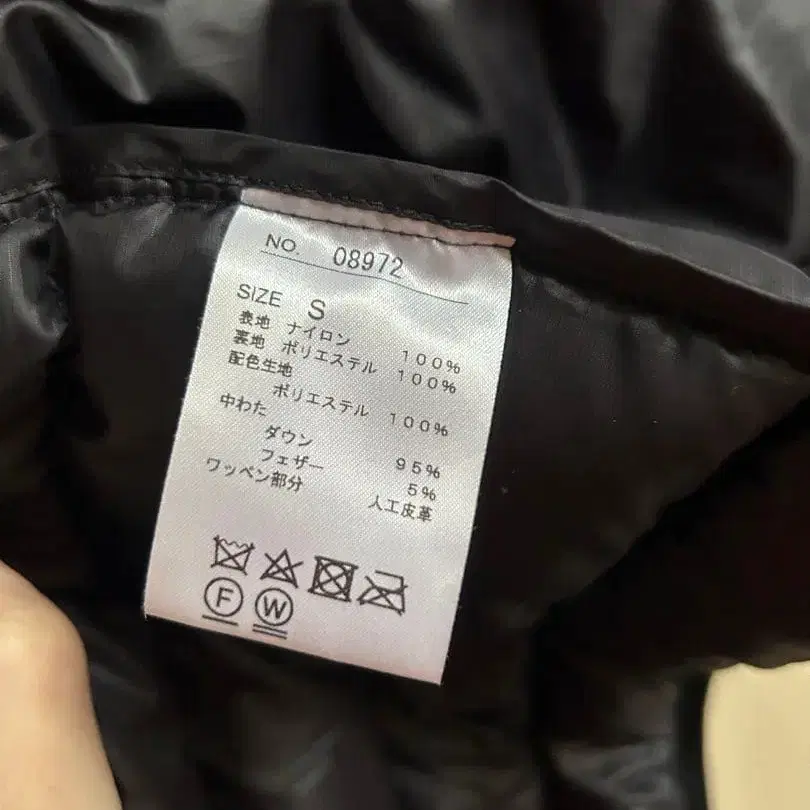 NO. 08972
SIZE S
表地 ナイロン 100%
裏地 ポリエステル 100%
配色生地
ポリエステル 100%
中わた
ダウン 95%
フェザー 5%
ワッペン部分 人工皮革
F W